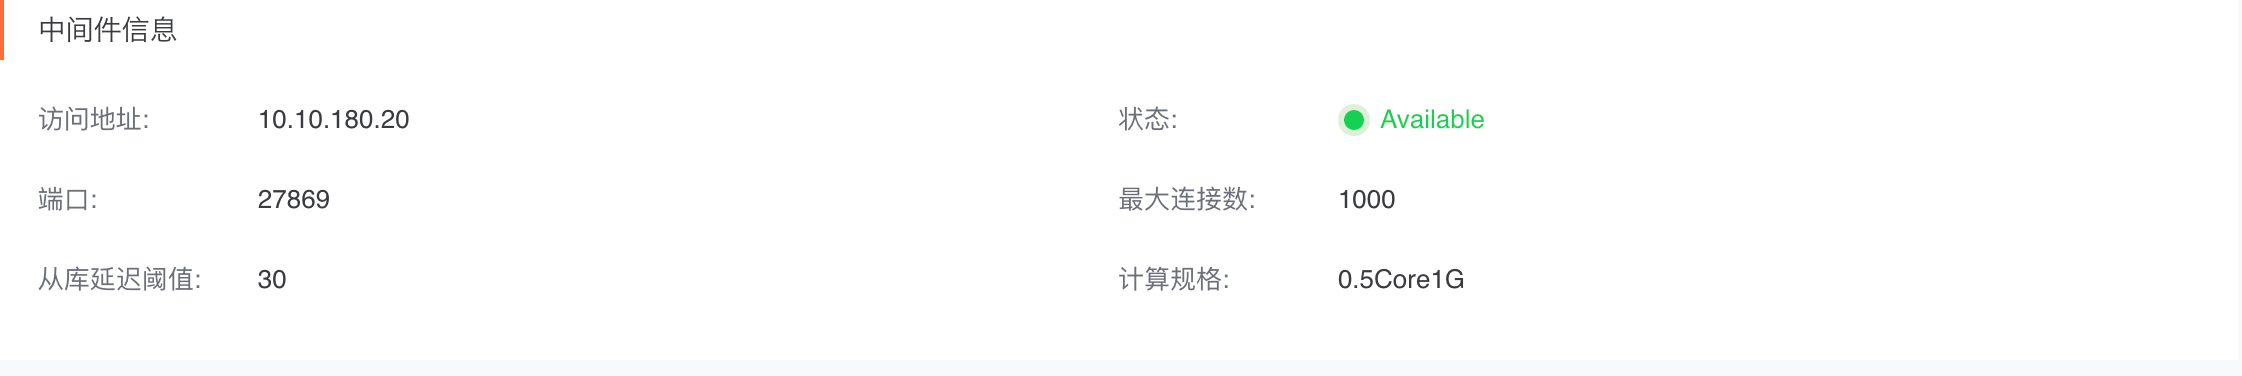 中间件信息
访问地址: 10.10.180.20 状态: Available
端口: 27869 最大连接数: 1000
从库延迟阈值: 30 计算规格: 0.5Core1G